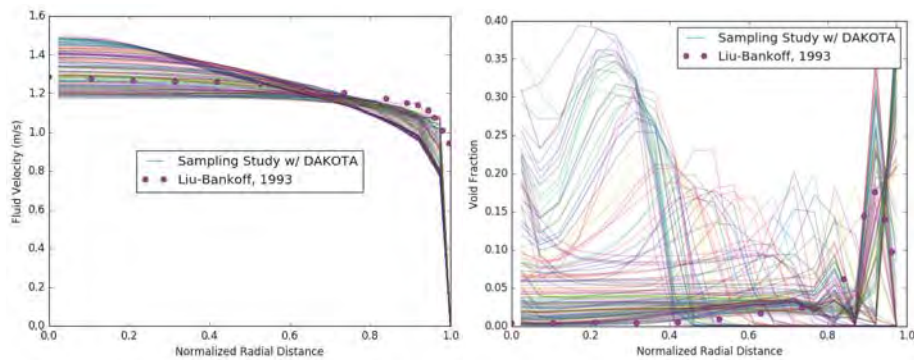 1.6
1.4
1.2
1.0
0.8
0.6
0.4
0.2
0.0
Fluid Velocity (m/s)
Sampling Study w/ DAKOTA
Liu-Bankoff, 1993
0.0 0.2 0.4 0.6 0.8 1.0
Normalized Radial Distance
0.40
0.35
0.30
0.25
0.20
0.15
0.10
0.05
0.00
Void Fraction
Sampling Study w/ DAKOTA
Liu-Bankoff, 1993
0.0 0.2 0.4 0.6 0.8 1.0
Normalized Radial Distance